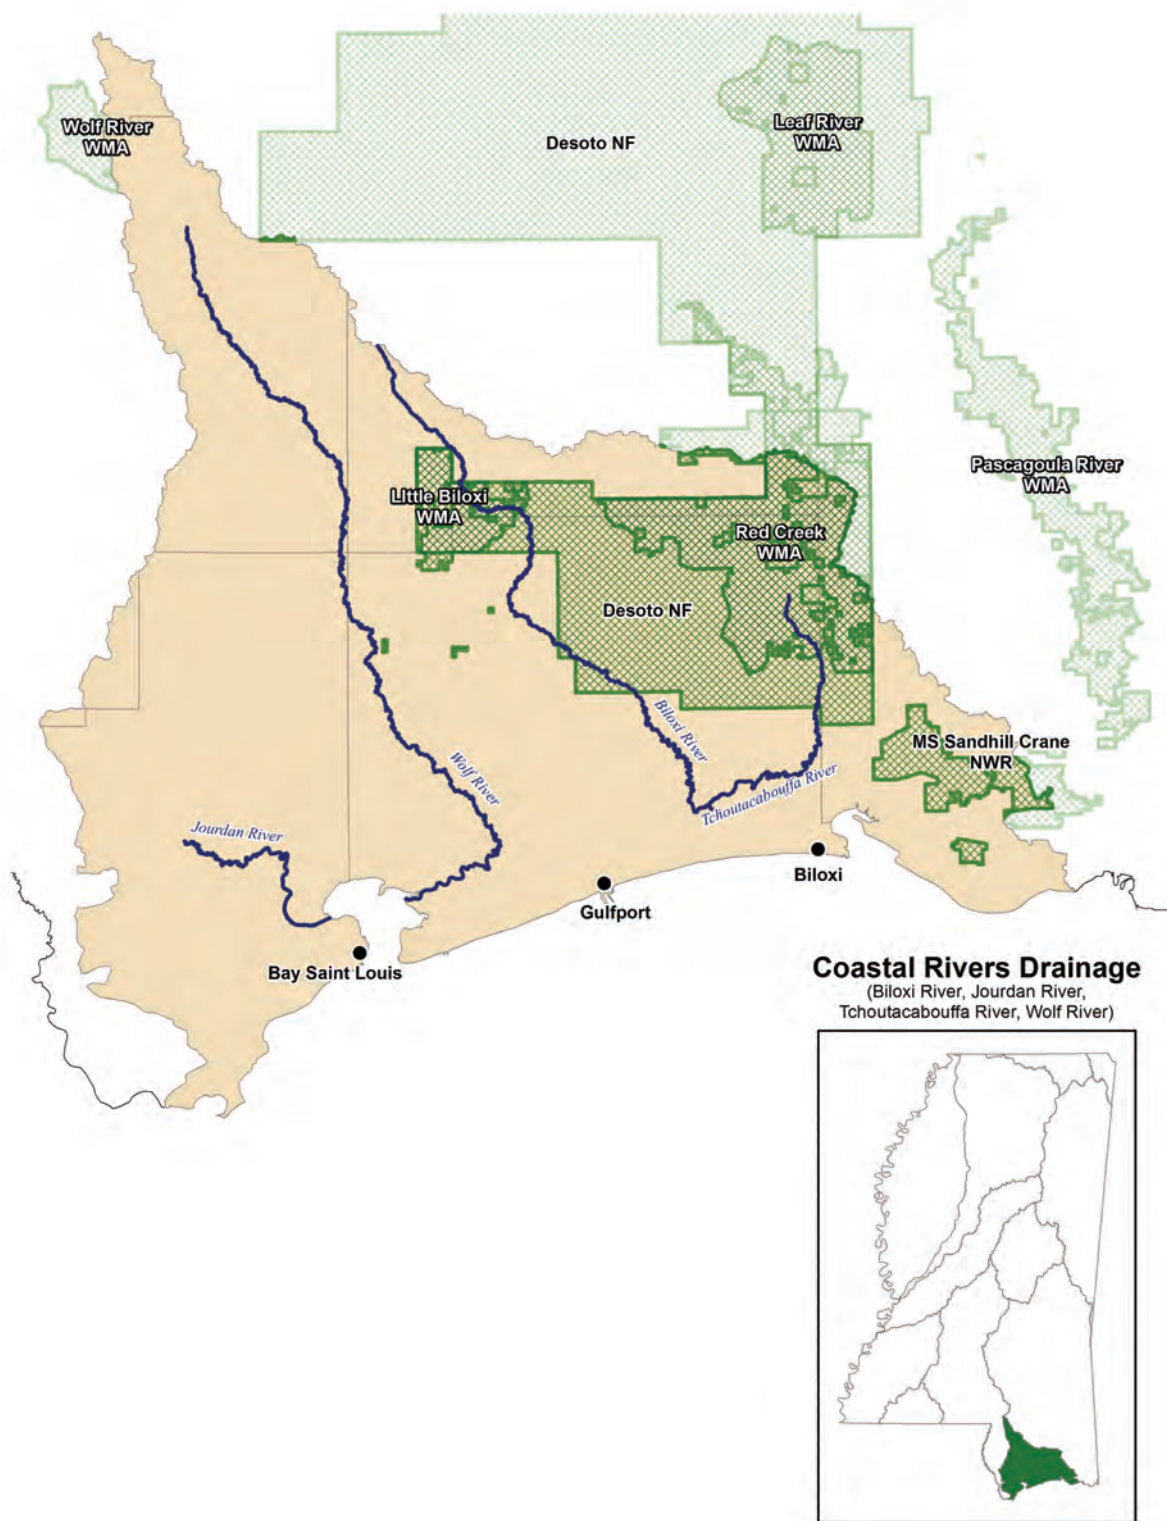 Wolf River
WMA
Desoto NF
Leaf River
WMA
Pascagoula River
WMA
LIttle Biloxi
WMA
Red Creek
WMA
Desoto NF
Biloxi River
MS Sandhill Crane
NWR
Wolf River
Tchoutacabouffa River
Jourdan River
Biloxi
Gulfport
Bay Saint Louis
Coastal Rivers Drainage
(Biloxi River, Jourdan River,
Tchoutacabouffa River, Wolf River)